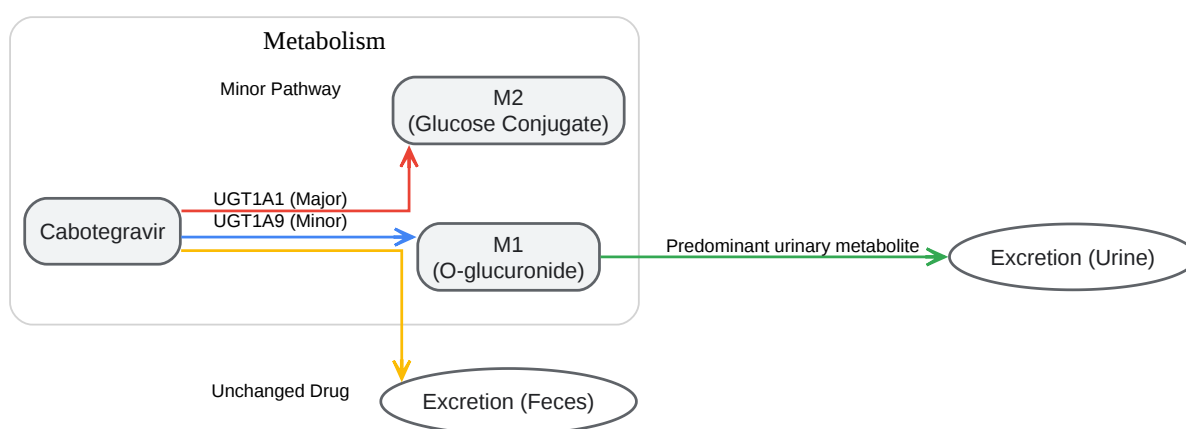 Metabolism
Minor Pathway
M2
(Glucose Conjugate)
UGT1A1 (Major)
UGT1A9 (Minor)
Cabotegravir
M1
(O-glucuronide)
Predominant urinary metabolite
Excretion (Urine)
Unchanged Drug
Excretion (Feces)